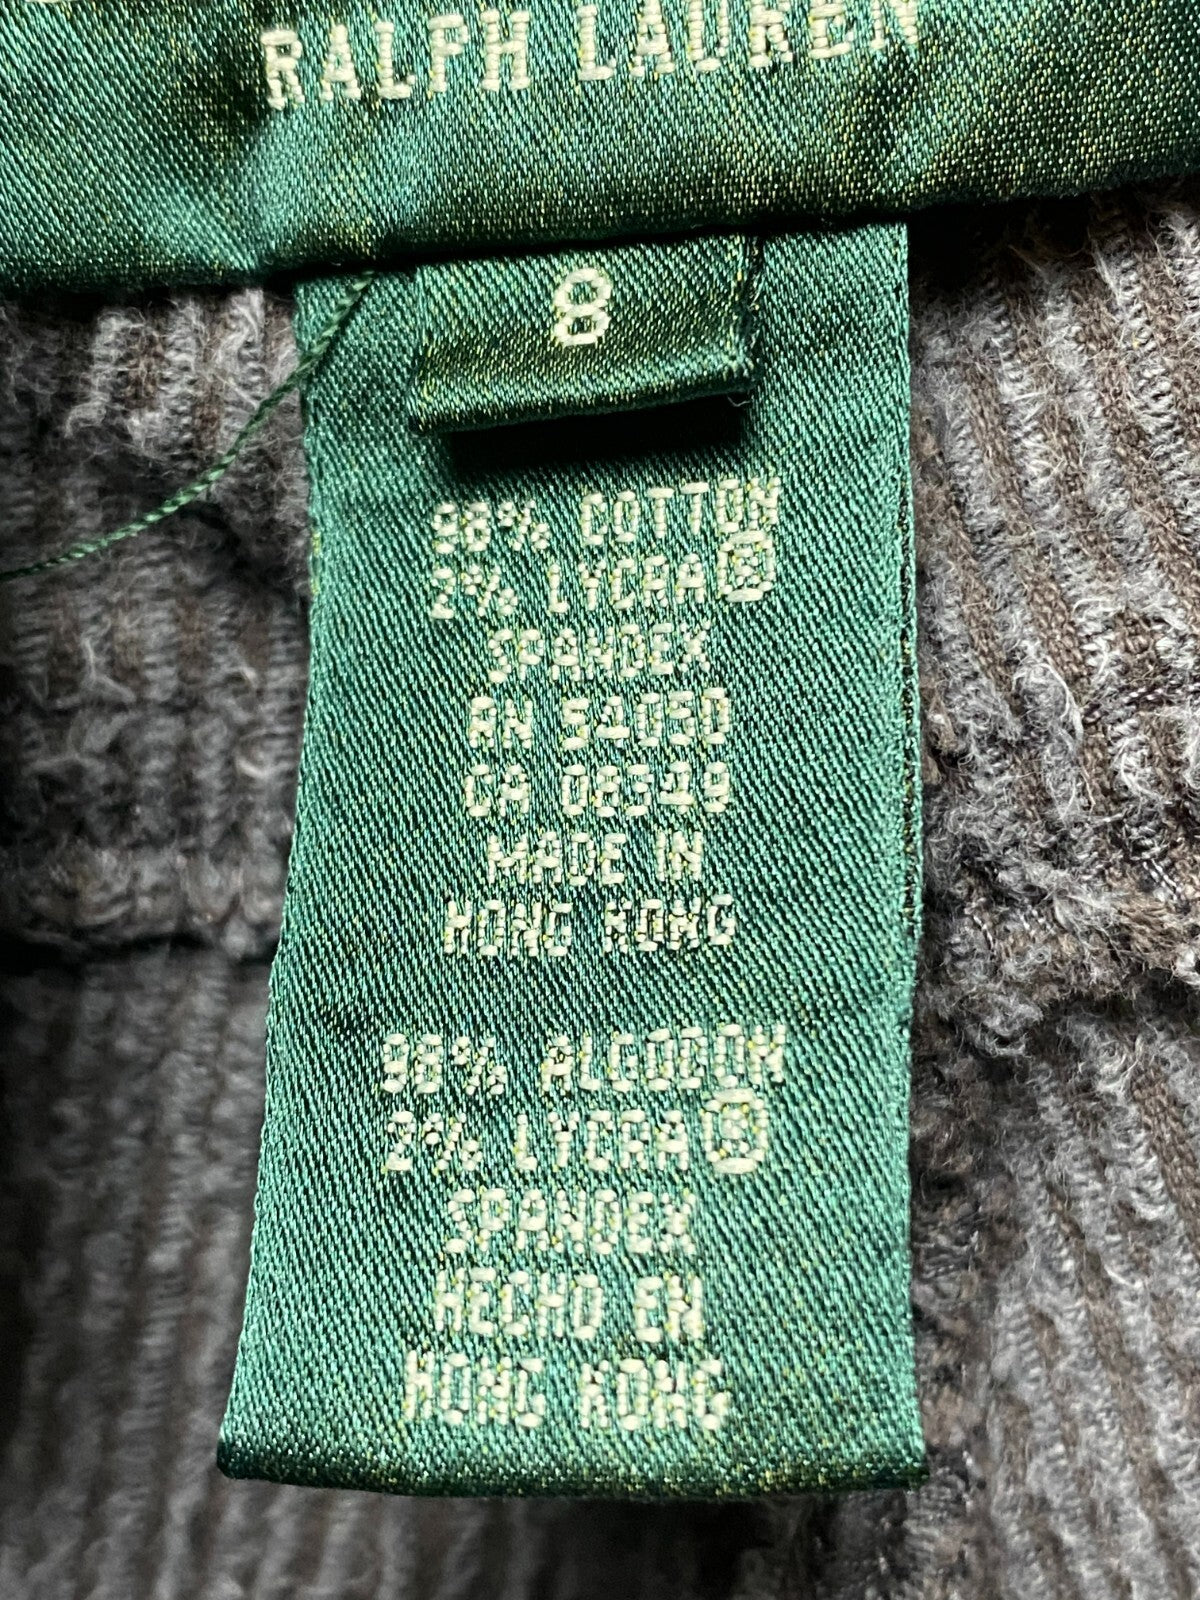 RALPH LAUREN
8
98% COTTON
2% LYCRA®
SPANDEX
RN 54050
CA 08349
MADE IN
HONG KONG
98% ALGODON
2% LYCRA®
SPANDEX
HECHO EN
HONG KONG